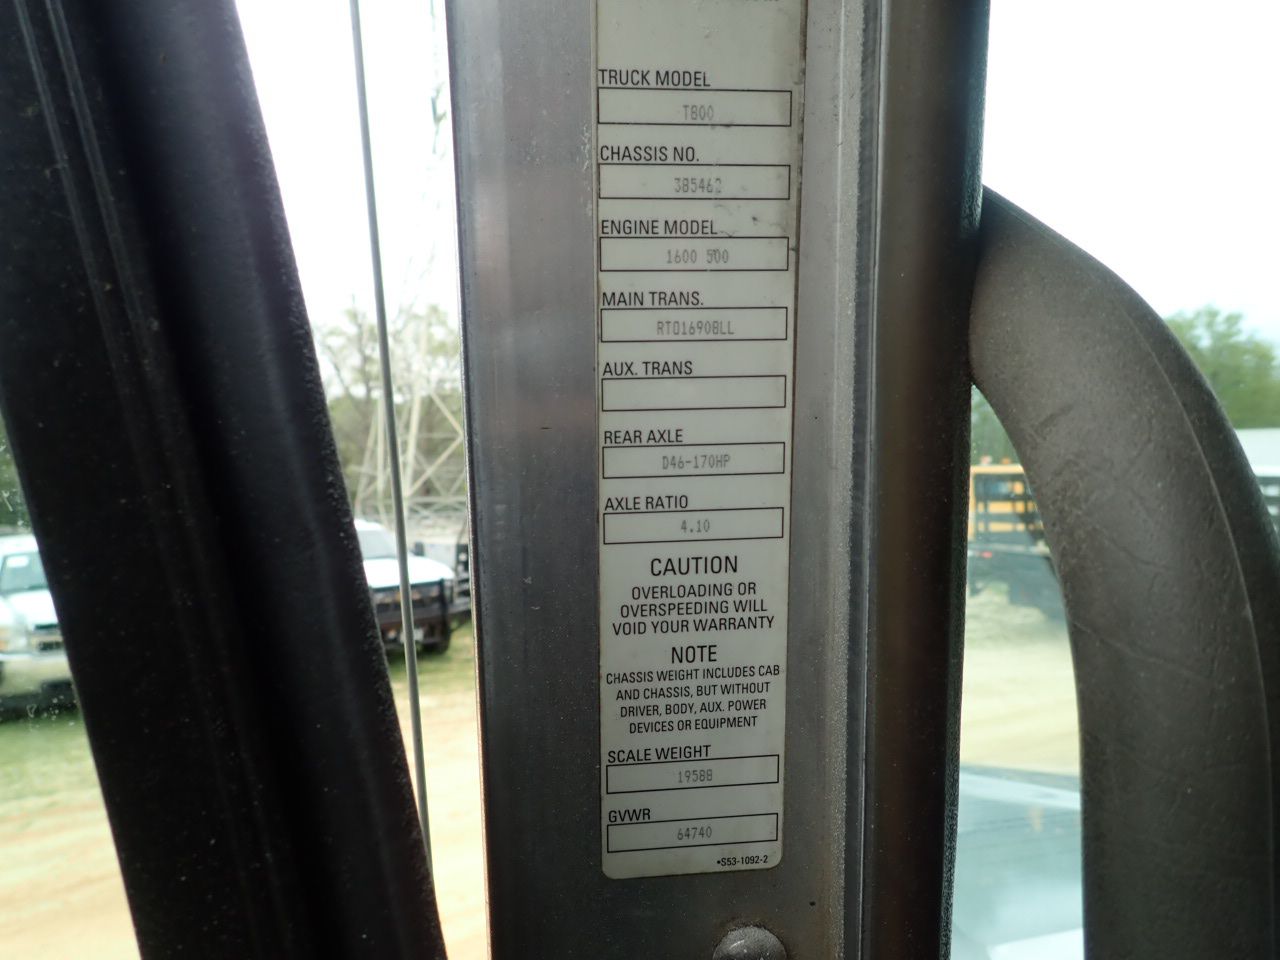 TRUCK MODEL
T800
CHASSIS NO.
385462
ENGINE MODEL
1600 500
MAIN TRANS.
RTO16908LL
AUX. TRANS
REAR AXLE
D46-170HP
AXLE RATIO
4.10
CAUTION
OVERLOADING OR
OVERSPEEDING WILL
VOID YOUR WARRANTY
NOTE
CHASSIS WEIGHT INCLUDES CAB
AND CHASSIS, BUT WITHOUT
DRIVER, BODY, AUX. POWER
DEVICES OR EQUIPMENT
SCALE WEIGHT
19588
GVWR
64740
•S53-1092-2